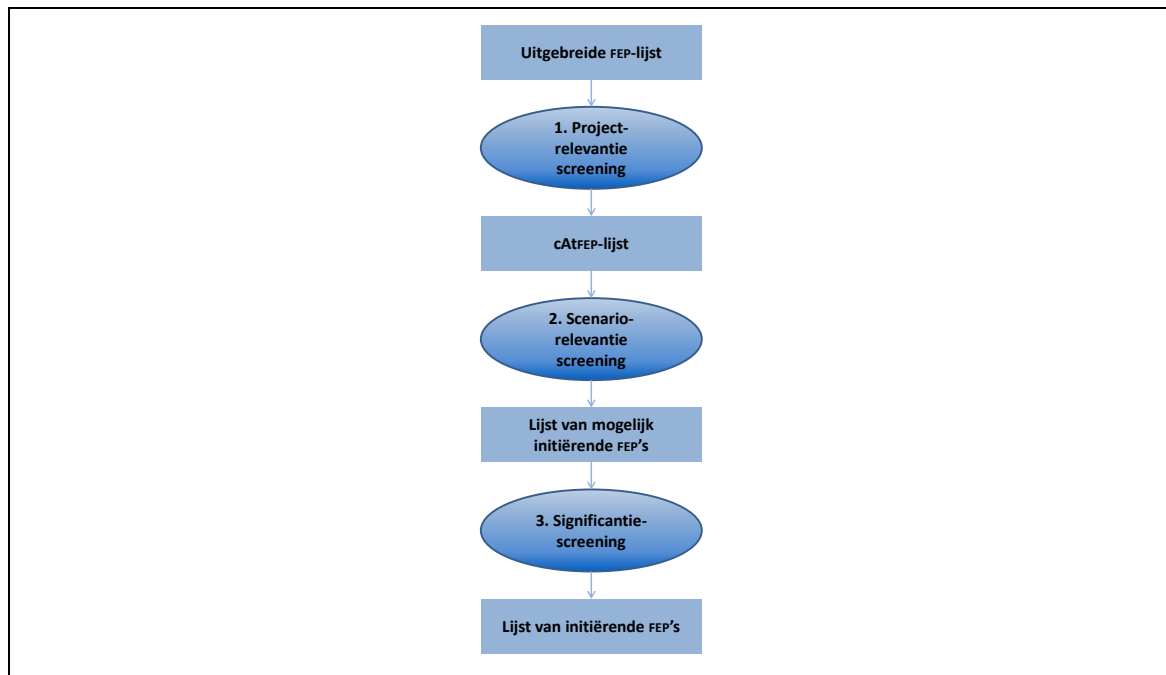 Uitgebreide FEP-lijst
1. Project-
relevantie
screening
cAtFEP-lijst
2. Scenario-
relevantie
screening
Lijst van mogelijk
initiërende FEP's
3. Significantie-
screening
Lijst van initiërende FEP's